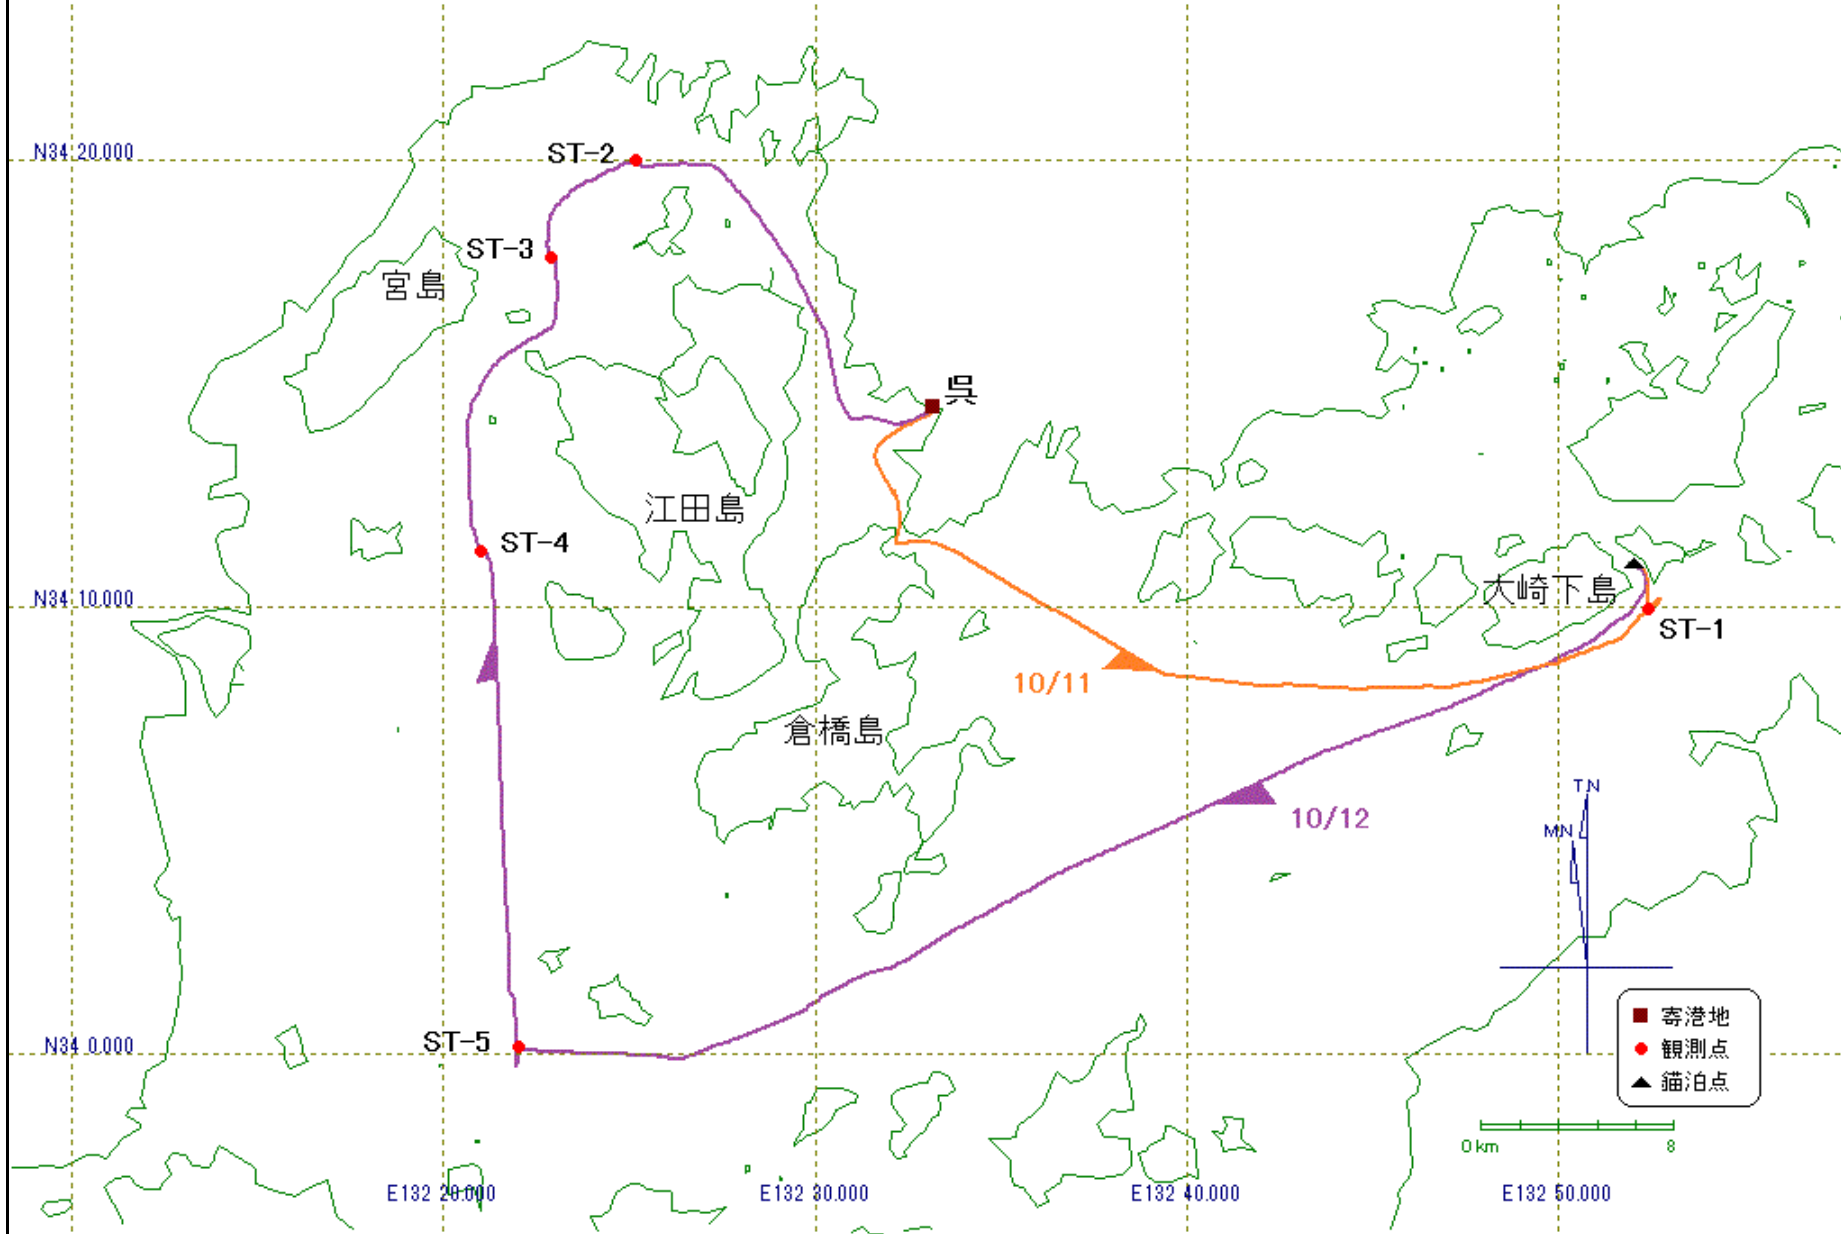 N34 20.000
ST-2
ST-3
宮島
呉
江田島
ST-4
N34 10.000
大崎下島
ST-1
10/11
倉橋島
10/12
TN
MN
ST-5
N34 0.000
寄港地
観測点
錨泊点
0 km 8
E132 20.000
E132 30.000
E132 40.000
E132 50.000